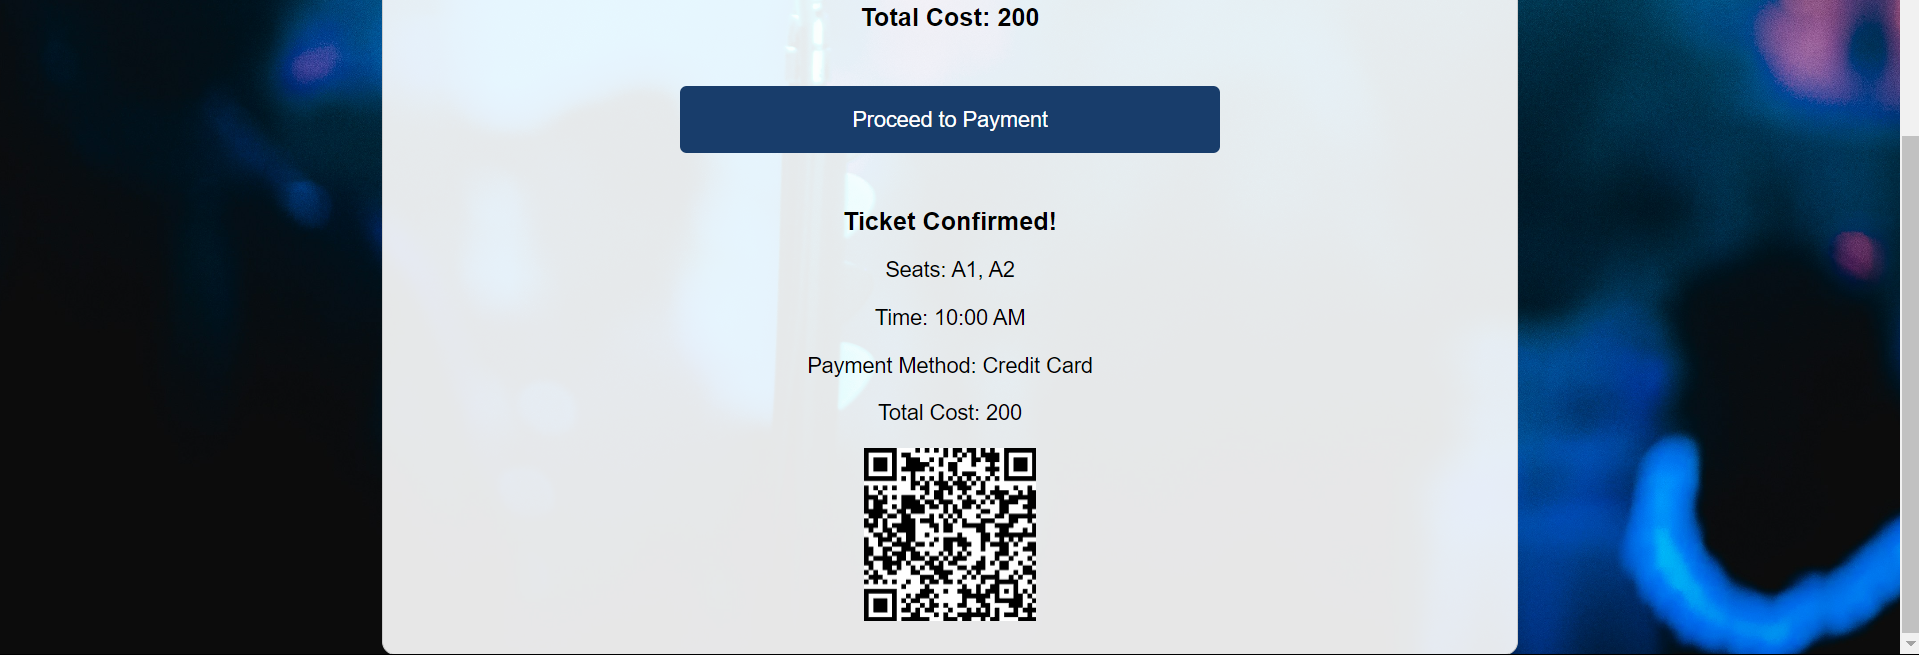 Total Cost: 200
Proceed to Payment
Ticket Confirmed!
Seats: A1, A2
Time: 10:00 AM
Payment Method: Credit Card
Total Cost: 200